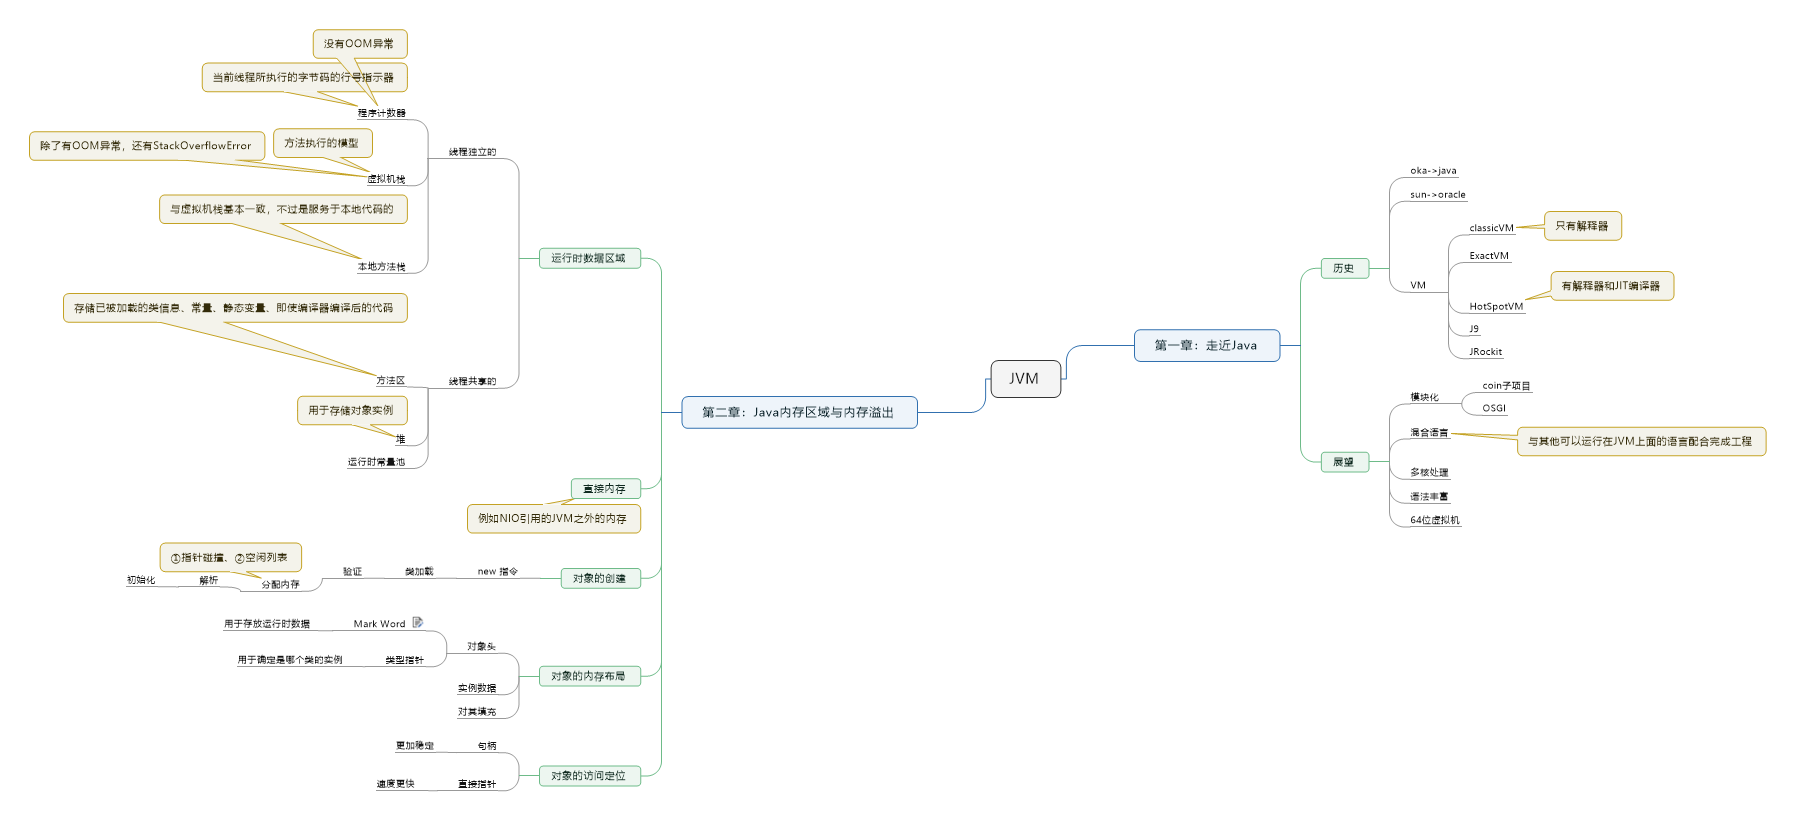 JVM
第一章：走近Java
历史
oka->java
sun->oracle
VM
classicVM
只有解释器
ExactVM
HotSpotVM
有解释器和JIT编译器
J9
JRockit
展望
模块化
coin子项目
OSGI
混合语言
与其他可以运行在JVM上面的语言配合完成工程
多核处理
语法丰富
64位虚拟机
第二章：Java内存区域与内存溢出
运行时数据区域
线程独立的
没有OOM异常
当前线程所执行的字节码的行号指示器
程序计数器
方法执行的模型
除了有OOM异常，还有StackOverflowError
虚拟机栈
与虚拟机栈基本一致，不过是服务于本地代码的
本地方法栈
线程共享的
存储已被加载的类信息、常量、静态变量、即使编译器编译后的代码
方法区
用于存储对象实例
堆
运行时常量池
直接内存
例如NIO引用的JVM之外的内存
对象的创建
new 指令
类加载
验证
①指针碰撞、②空闲列表
分配内存
解析
初始化
对象的内存布局
对象头
Mark Word
用于存放运行时数据
类型指针
用于确定是哪个类的实例
实例数据
对其填充
对象的访问定位
句柄
更加稳定
直接指针
速度更快